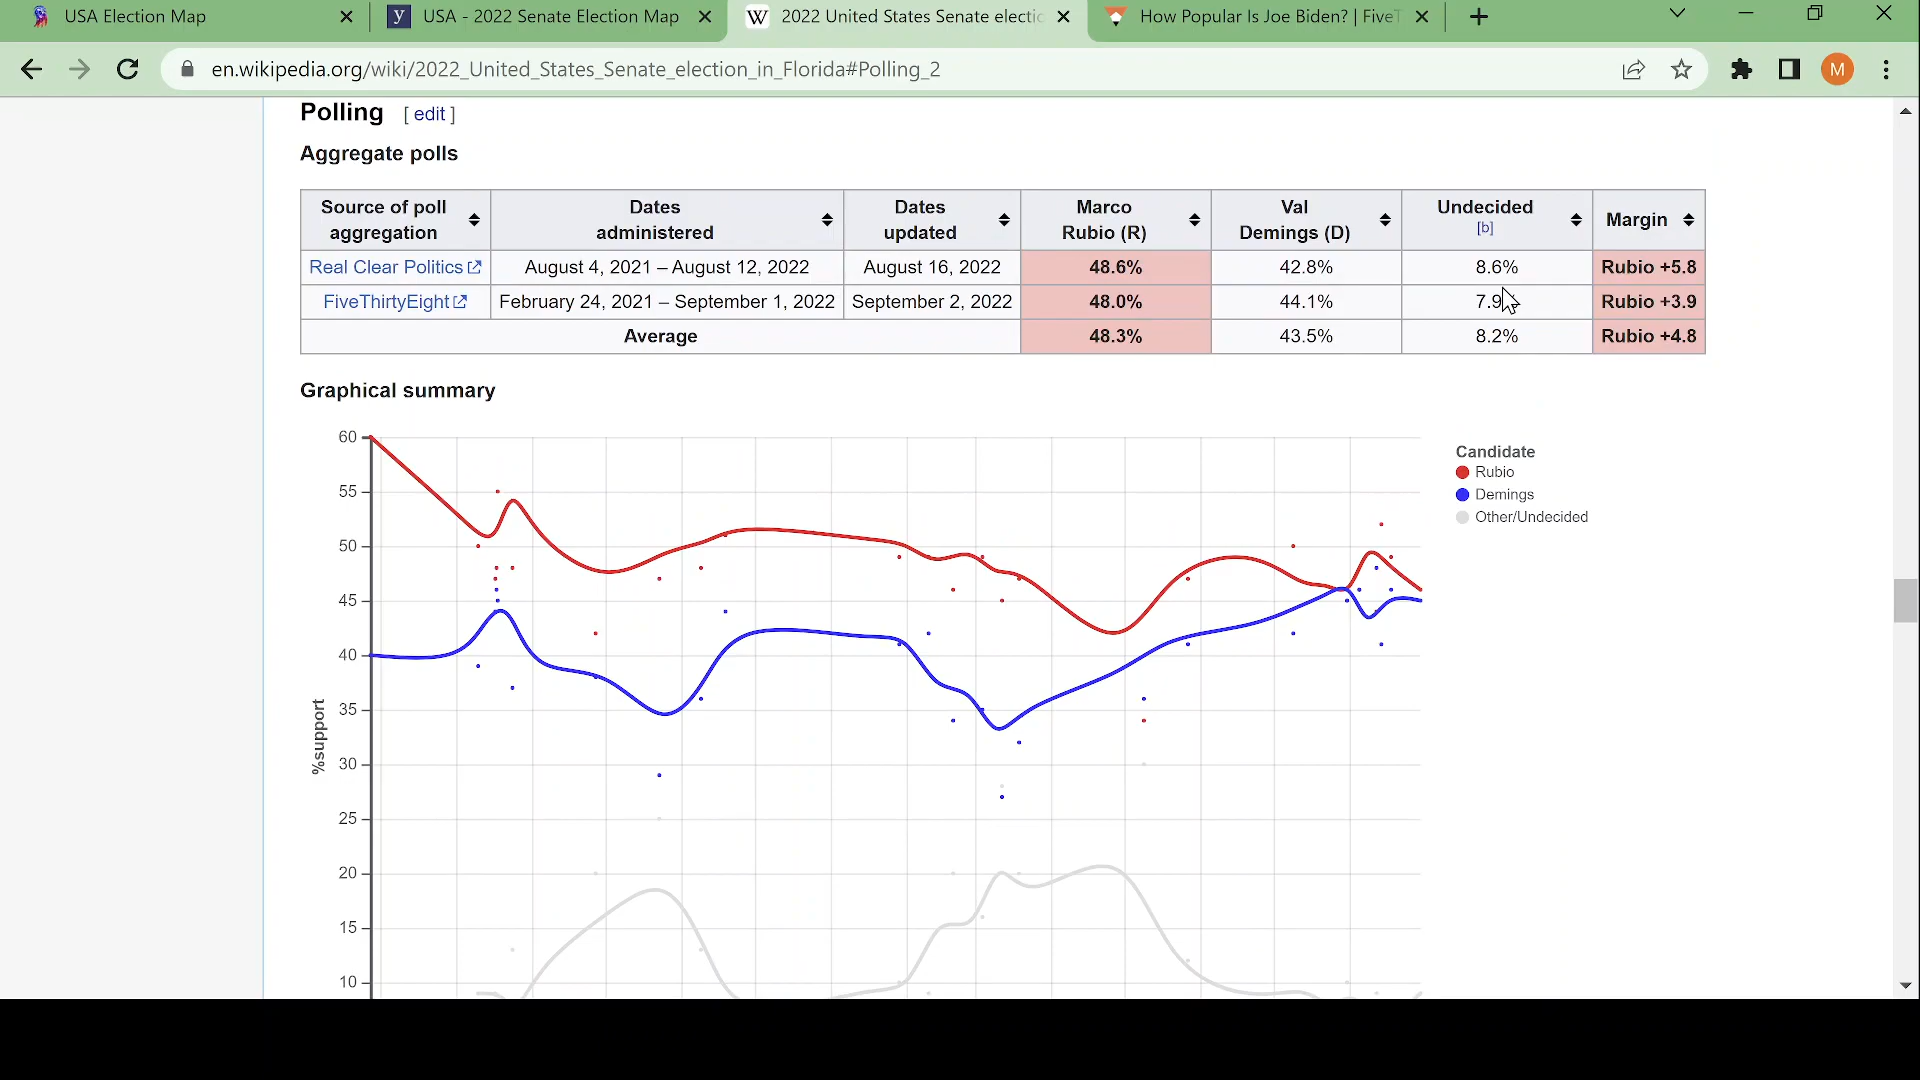 USA Election Map
USA - 2022 Senate Election Map
2022 United States Senate electic
How Popular Is Joe Biden? | FiveT
en.wikipedia.org/wiki/2022_United_States_Senate_election_in_Florida#Polling_2
M
Polling [ edit ]
Aggregate polls
Source of poll aggregation Dates administered Dates updated Marco Rubio (R) Val Demings (D) Undecided [b] Margin
Real Clear Politics August 4, 2021 – August 12, 2022 August 16, 2022 48.6% 42.8% 8.6% Rubio +5.8
FiveThirtyEight February 24, 2021 – September 1, 2022 September 2, 2022 48.0% 44.1% 7.9 Rubio +3.9
Average 48.3% 43.5% 8.2% Rubio +4.8
Graphical summary
60
55
50
45
40
35
30
25
20
15
10
%support
Candidate
Rubio
Demings
Other/Undecided